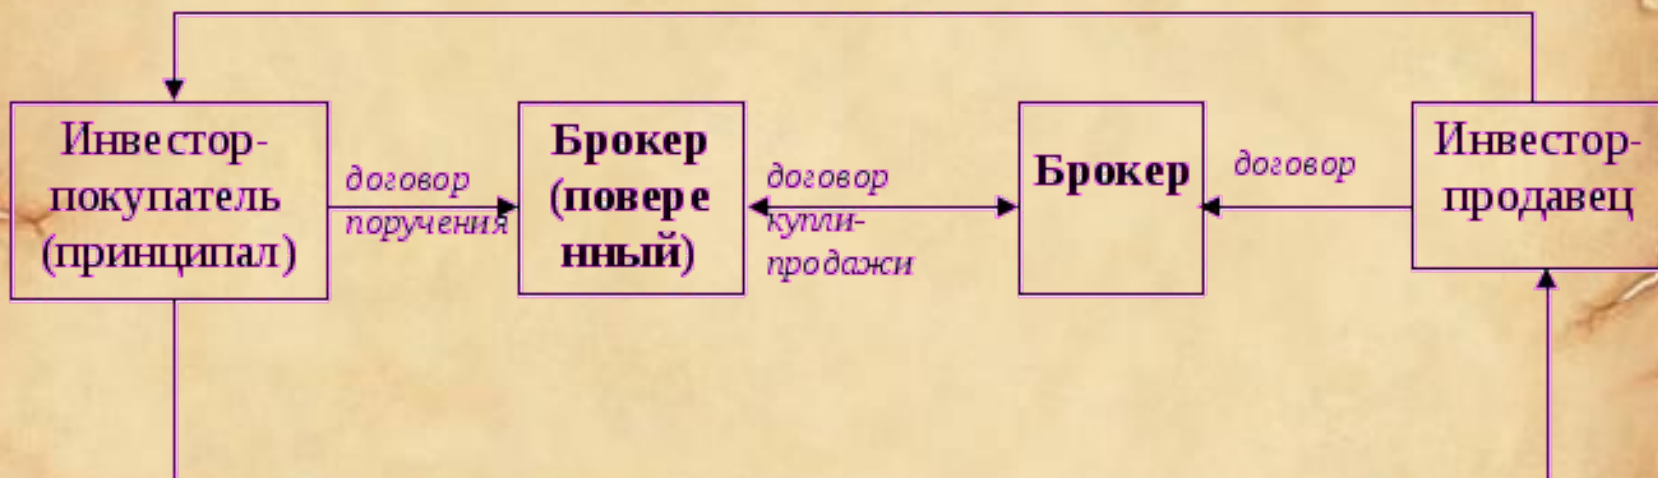 Инвестор-
покупатель
(принципал)
договор
поручения
Брокер
(повере
нный)
договор
купли-
продажи
Брокер
договор
Инвестор-
продавец